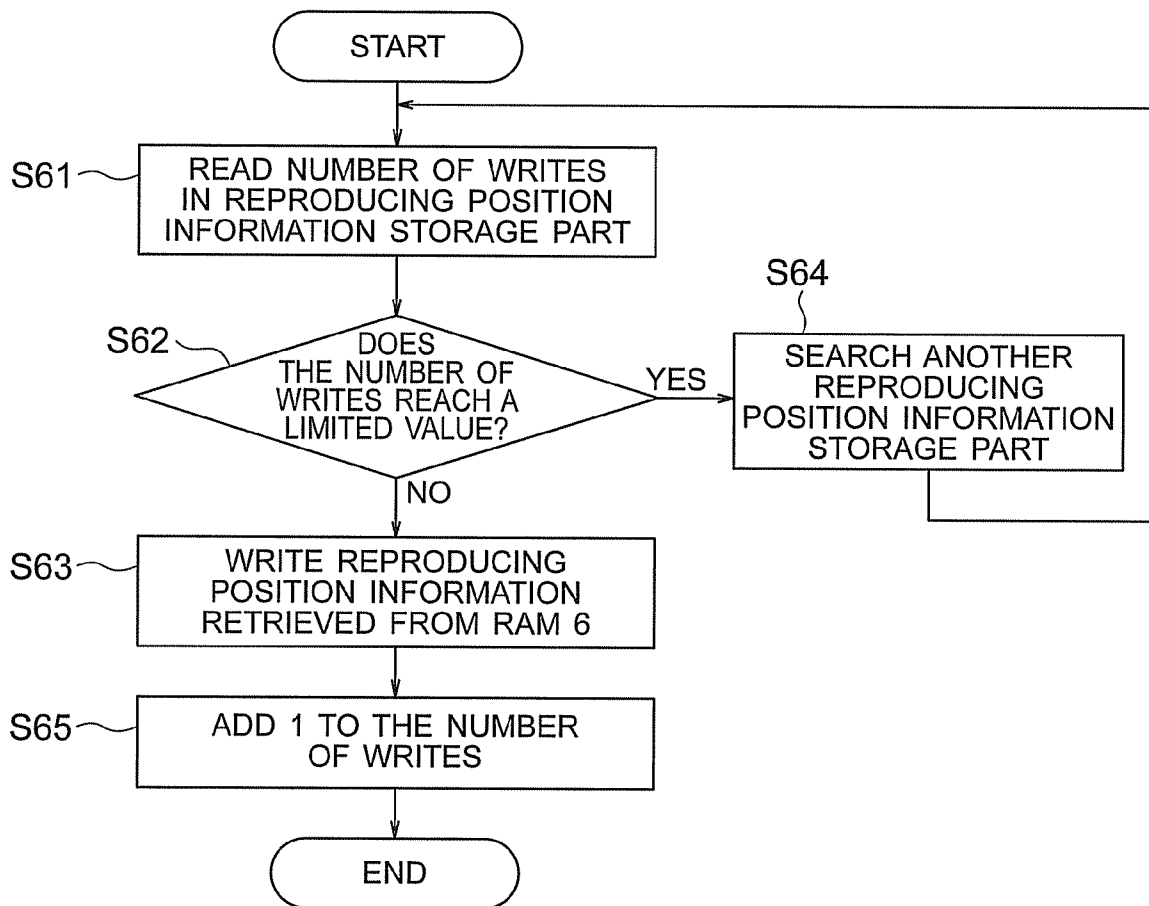 START
S61
READ NUMBER OF WRITES
IN REPRODUCING POSITION
INFORMATION STORAGE PART
S62
DOES
THE NUMBER OF
WRITES REACH A
LIMITED VALUE?
YES
S64
SEARCH ANOTHER
REPRODUCING
POSITION INFORMATION
STORAGE PART
NO
S63
WRITE REPRODUCING
POSITION INFORMATION
RETRIEVED FROM RAM 6
S65
ADD 1 TO THE NUMBER
OF WRITES
END